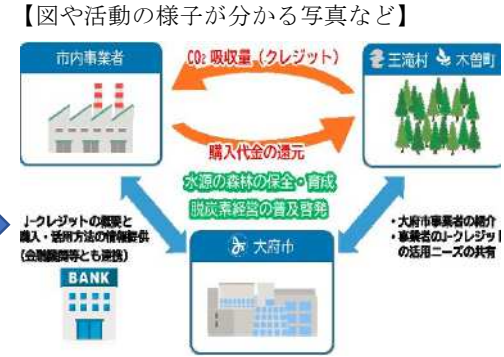 【図や活動の様子が分かる写真など】
市内事業者
CO₂ 吸収量（クレジット）
王滝村 木曽町
購入代金の還元
水源の森林の保全・育成
脱炭素経営の普及啓発
J-クレジットの概要と
購入・活用方法の情報提供
（金融機関等とも連携）
BANK
大府市
・大府市事業者の紹介
・事業者のJ-クレジット
の活用ニーズの共有